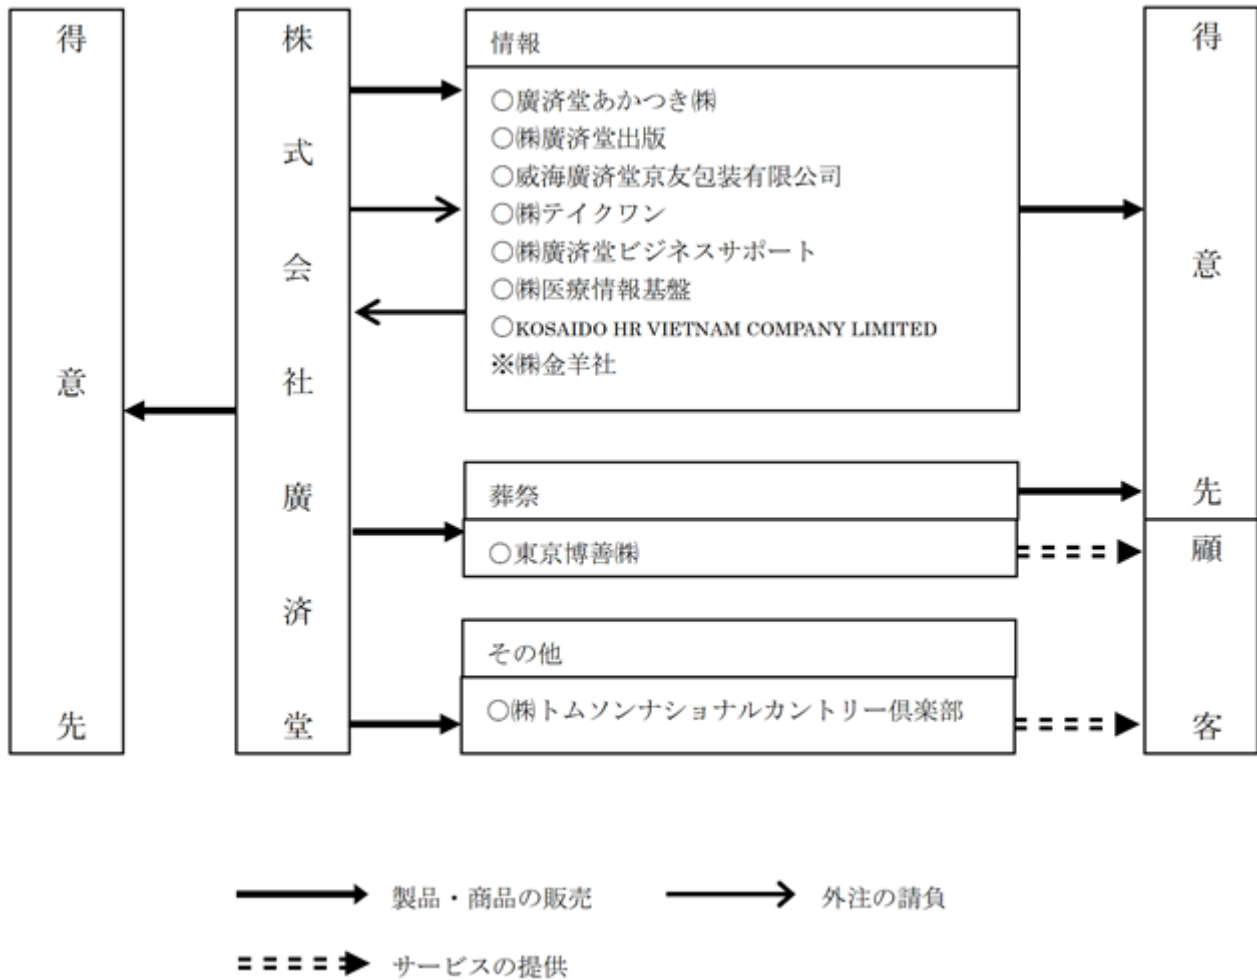 得意先
株式会社廣済堂
情報
○廣済堂あかつき㈱
○㈱廣済堂出版
○威海廣済堂京友包装有限公司
○㈱テイクワン
○㈱廣済堂ビジネスサポート
○㈱医療情報基盤
○KOSAIDO HR VIETNAM COMPANY LIMITED
※㈱金羊社
葬祭
○東京博善㈱
その他
○㈱トムソンナショナルカントリー倶楽部
得意先
顧客
製品・商品の販売
外注の請負
サービスの提供